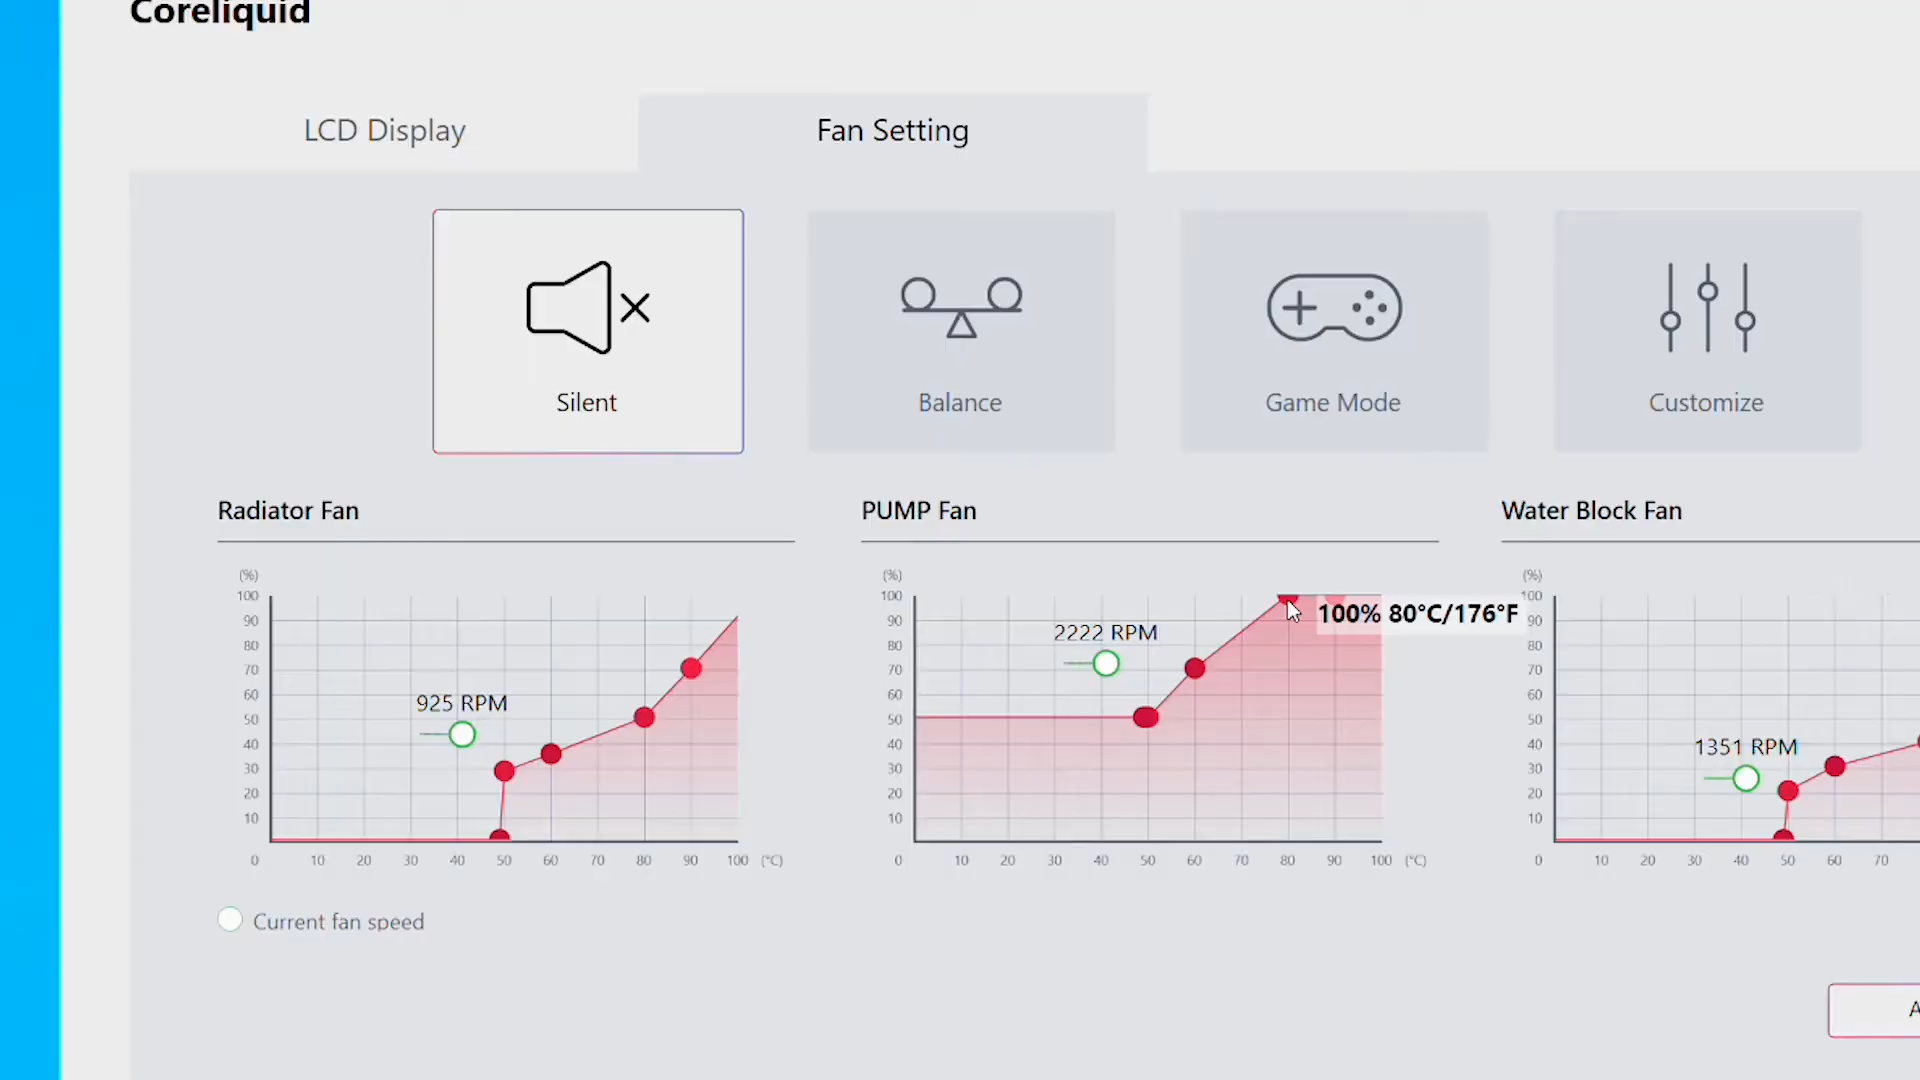 Coreliquid
LCD Display
Fan Setting
Silent
Balance
Game Mode
Customize
Radiator Fan
(%)
100
90
80
70
60
50
40
30
20
10
0 10 20 30 40 50 60 70 80 90 100 (°C)
925 RPM
PUMP Fan
(%)
100
90
80
70
60
50
40
30
20
10
0 10 20 30 40 50 60 70 80 90 100 (°C)
2222 RPM
100% 80°C/176°F
Water Block Fan
(%)
100
90
80
70
60
50
40
30
20
10
0 10 20 30 40 50 60 70
1351 RPM
Current fan speed
A